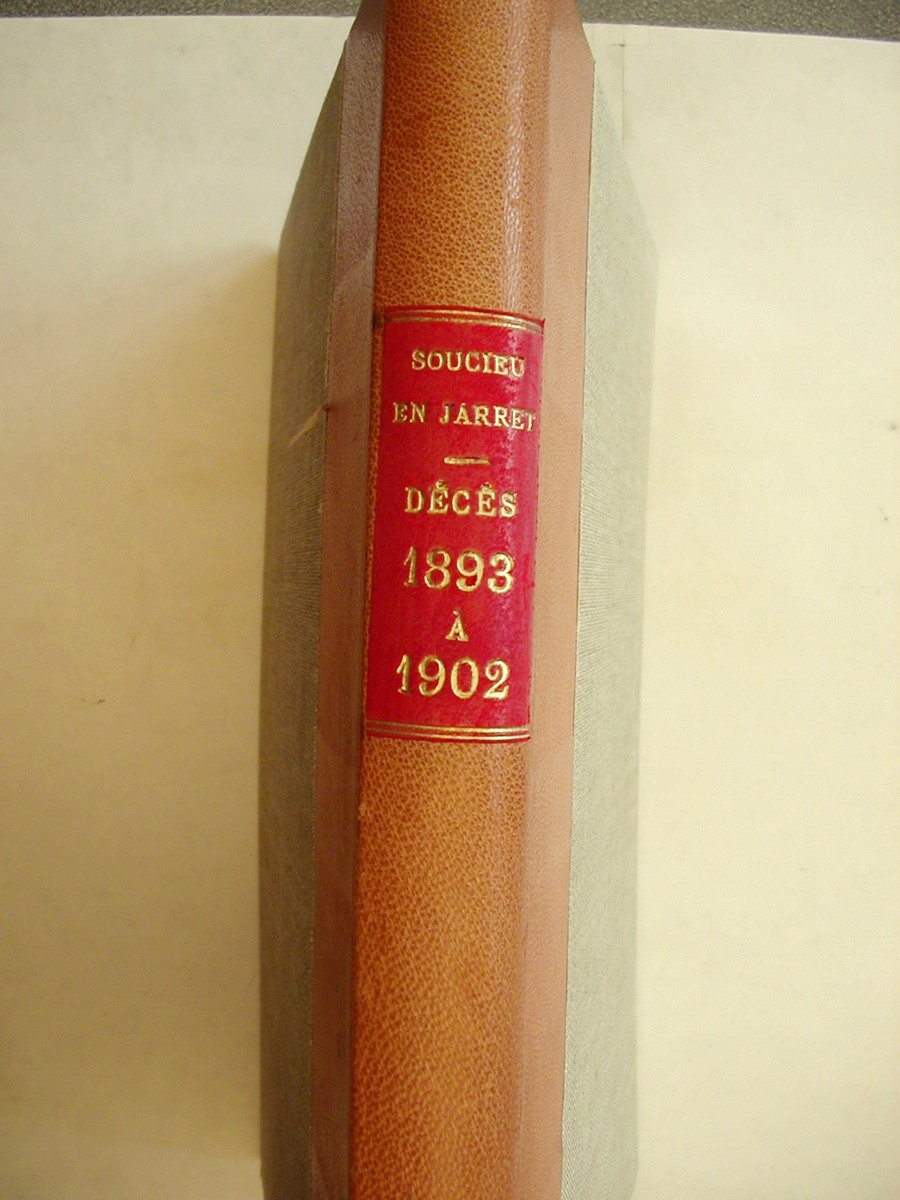 SOUCIEU
EN JARRET
DÉCÈS
1893
À
1902